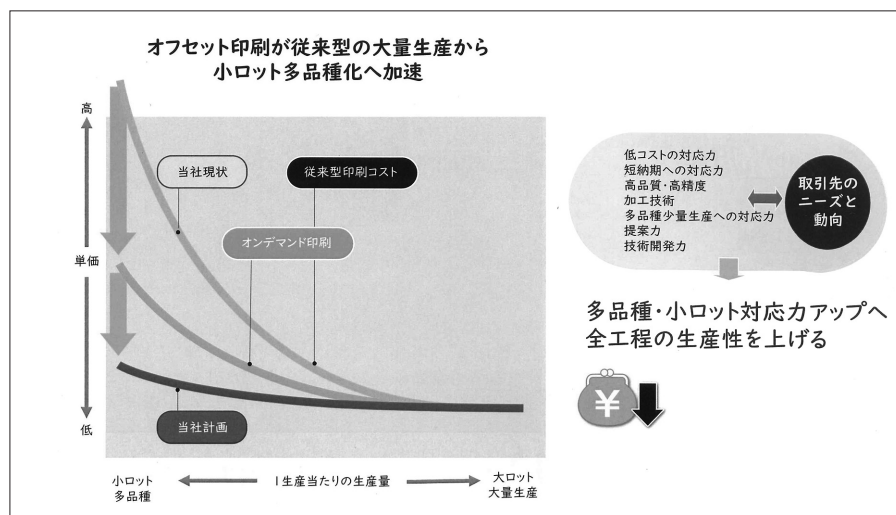 オフセット印刷が従来型の大量生産から
小ロット多品種化へ加速
高
単価
低
当社現状
従来型印刷コスト
オンデマンド印刷
当社計画
小ロット
多品種
1生産当たりの生産量
大ロット
大量生産
低コストの対応力
短納期への対応力
高品質・高精度
加工技術
多品種少量生産への対応力
提案力
技術開発力
取引先の
ニーズと
動向
多品種・小ロット対応力アップへ
全工程の生産性を上げる
¥